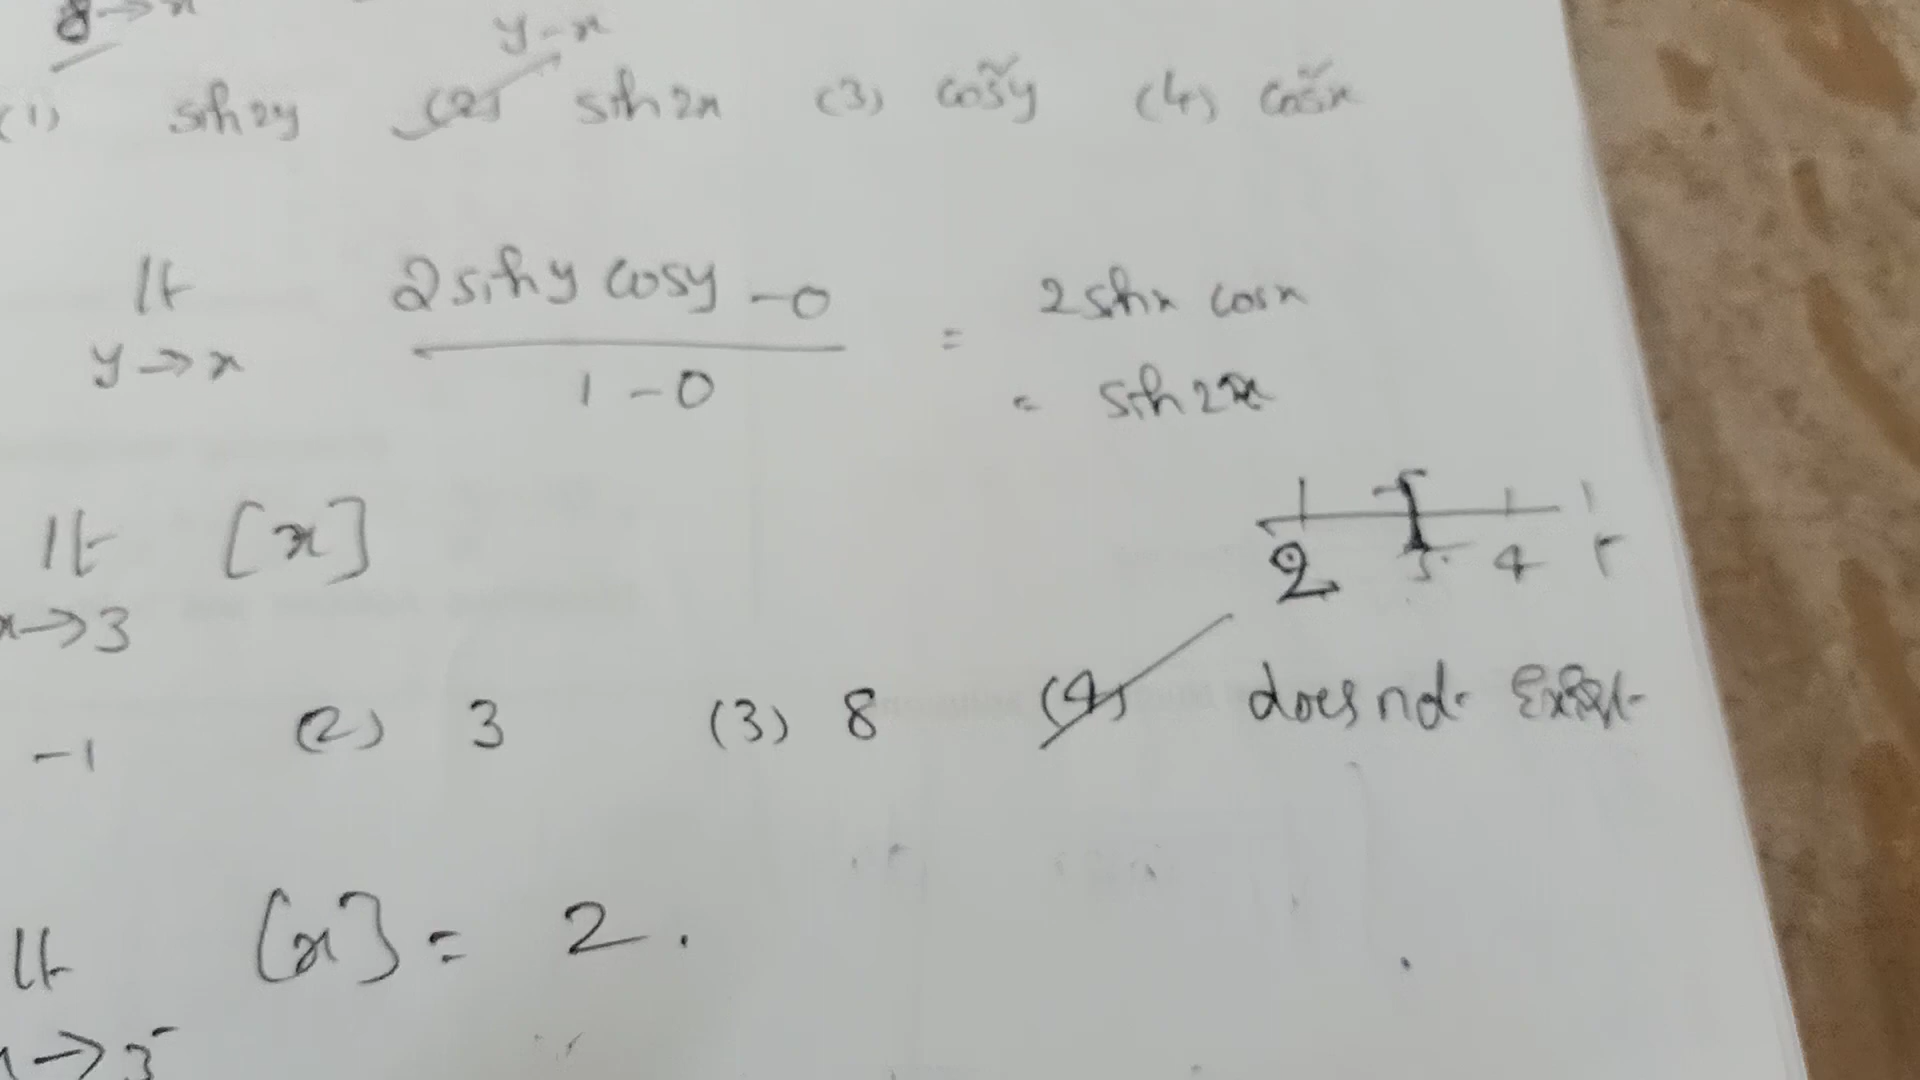 y-x
(1) sin2y (2) sin2x (3) cos²y (4) cos²x
lt 2siny cosy - 0 = 2sinx cosx
y→x 1 - 0 = sin2x
lt [x]
x→3
2 3 4
-1 (2) 3 (3) 8 (4) does not Exist
lt [x] = 2.
x→3⁻